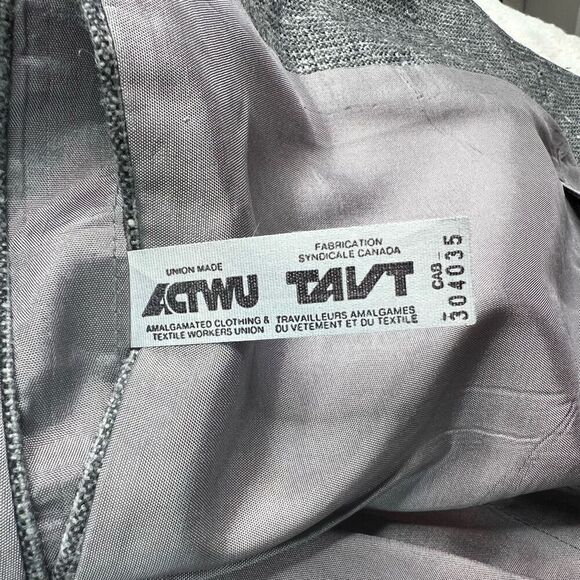 UNION MADE
ACTWU
AMALGAMATED CLOTHING &
TEXTILE WORKERS UNION
FABRICATION
SYNDICALE CANADA
TAVT
TRAVAILLEURS AMALGAMES
DU VETEMENT ET DU TEXTILE
CAB-
304035